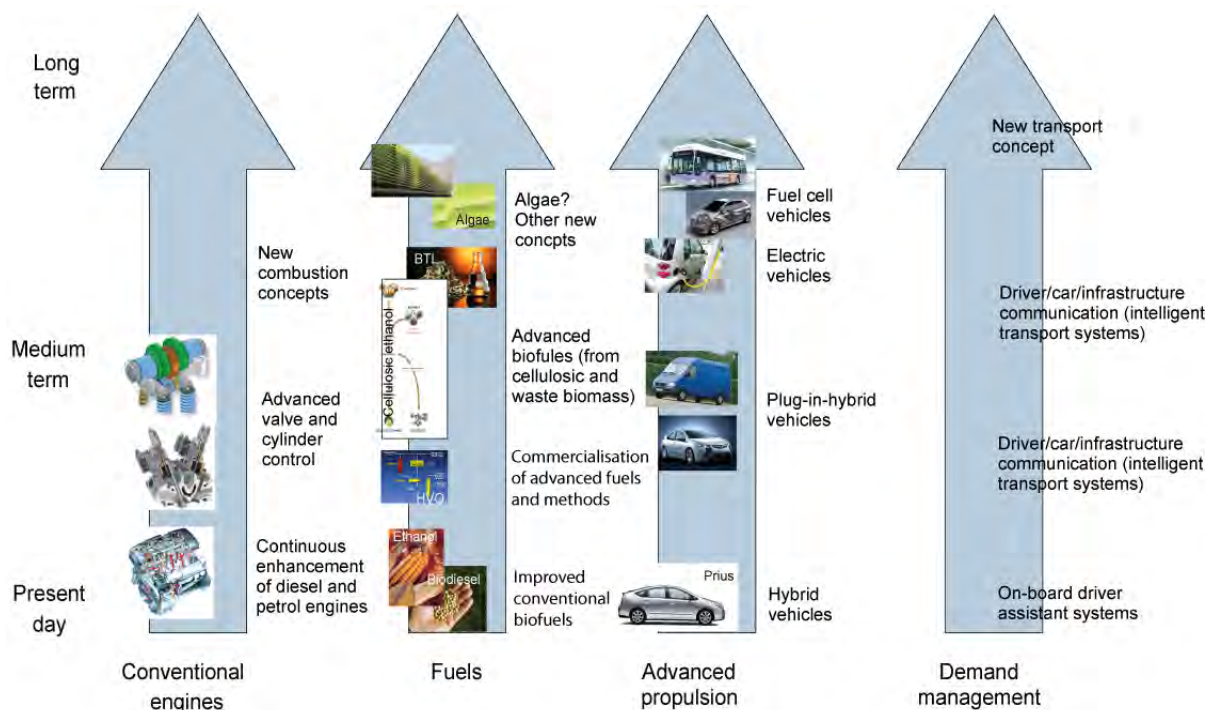 Long
term
Medium
term
Present
day
New
combustion
concepts
Advanced
valve and
cylinder
control
Continuous
enhancement
of diesel and
petrol engines
Conventional
engines
Algae
BTL
Cellulosic ethanol
HVO
Ethanol
Biodiesel
Algae?
Other new
concpts
Advanced
biofules (from
cellulosic and
waste biomass)
Commercialisation
of advanced fuels
and methods
Improved
conventional
biofuels
Fuels
Prius
Fuel cell
vehicles
Electric
vehicles
Plug-in-hybrid
vehicles
Hybrid
vehicles
Advanced
propulsion
New transport
concept
Driver/car/infrastructure
communication (intelligent
transport systems)
Driver/car/infrastructure
communication (intelligent
transport systems)
On-board driver
assistant systems
Demand
management